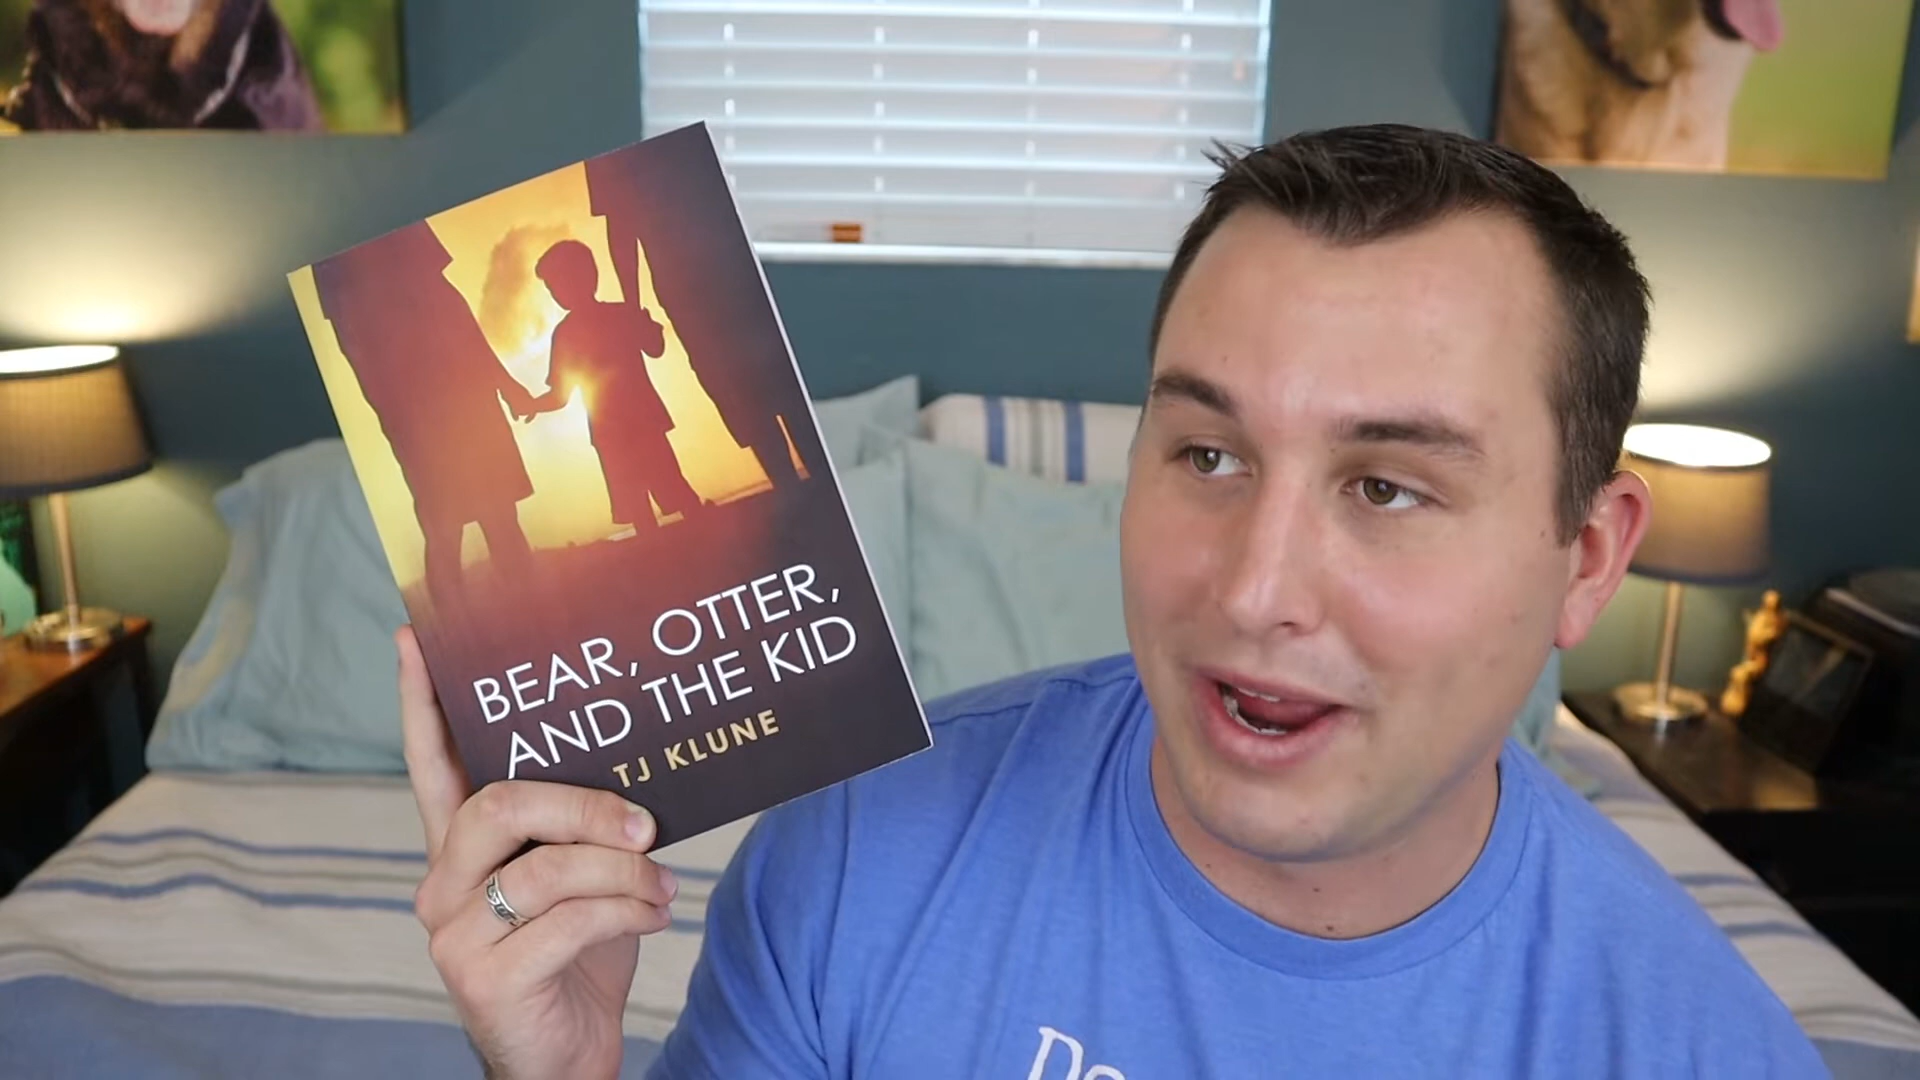 BEAR, OTTER,
AND THE KID
TJ KLUNE